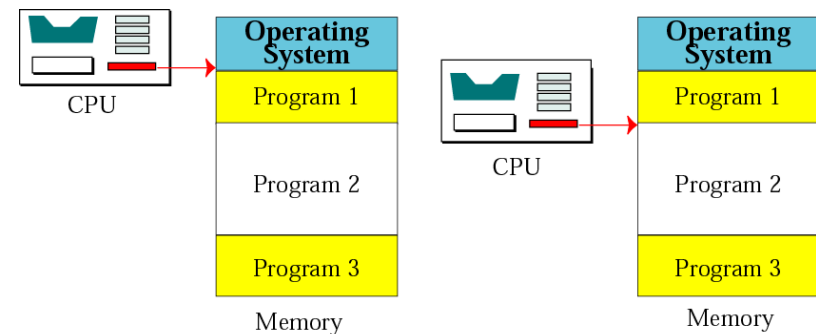 Operating
System
Program 1
Program 2
Program 3
CPU
Memory
Operating
System
Program 1
Program 2
Program 3
CPU
Memory